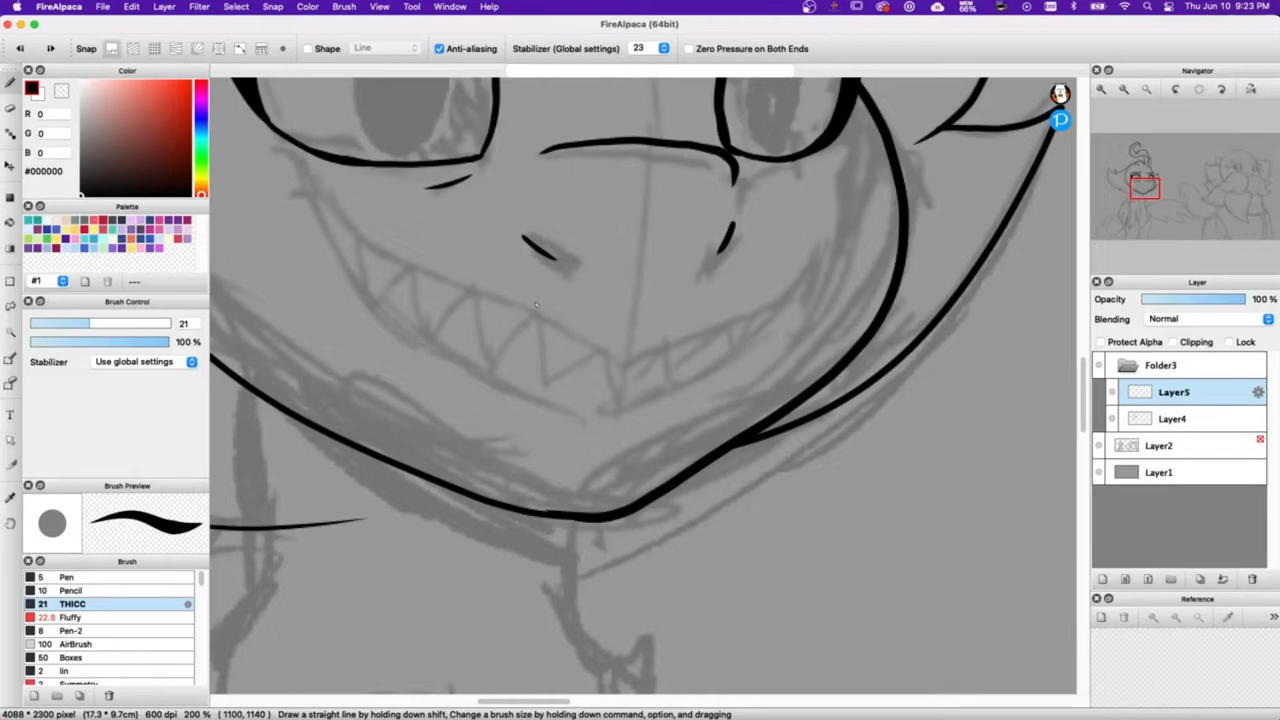 FireAlpaca File Edit Layer Filter Select Snap Color Brush View Tool Window Help MEM 66% Thu Jun 10 9:23 PM
FireAlpaca (64bit)
Snap Shape Line Anti-aliasing Stabilizer (Global settings) 23 Zero Pressure on Both Ends
Color
R 0
G 0
B 0
#000000
Palette
#1 ---
Brush Control
21
100 %
Stabilizer Use global settings
Brush Preview
Brush
5 Pen
10 Pencil
21 THICC
22.8 Fluffy
8 Pen-2
100 AirBrush
50 Boxes
2 lin
2 Symmetry
Navigator
Layer
Opacity 100 %
Blending Normal
Protect Alpha Clipping Lock
Folder3
Layer5
Layer4
Layer2
Layer1
Reference
4088 * 2300 pixel (17.3 * 9.7cm) 600 dpi 200 % ( 1100, 1140 ) Draw a straight line by holding down shift, Change a brush size by holding down command, option, and dragging